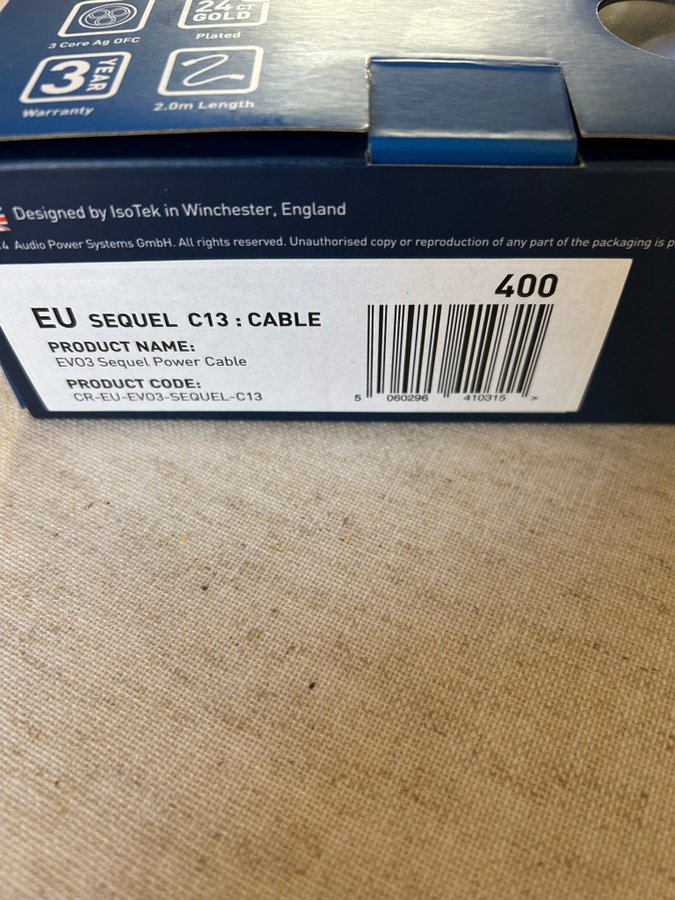 24 CT
GOLD
3 Core Ag OFC
Plated
3 YEAR
Warranty
2.0m Length
Designed by IsoTek in Winchester, England
4 Audio Power Systems GmbH. All rights reserved. Unauthorised copy or reproduction of any part of the packaging is p
400
EU SEQUEL C13 : CABLE
PRODUCT NAME:
EVO3 Sequel Power Cable
PRODUCT CODE:
CR-EU-EVO3-SEQUEL-C13
5 060296 410315 >